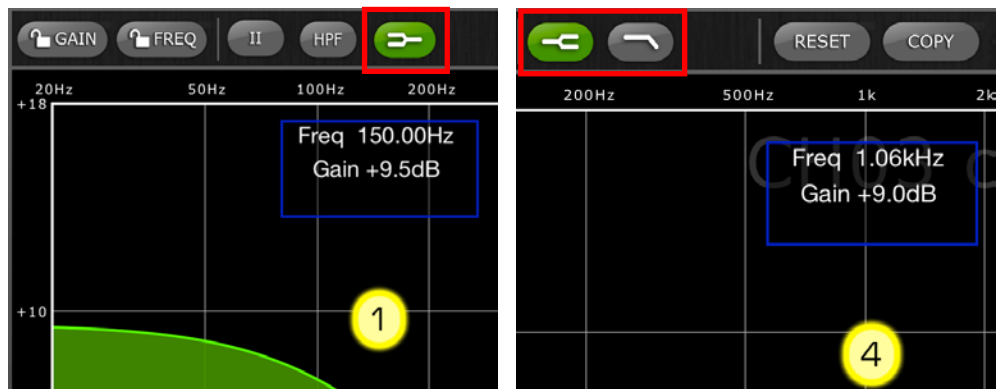 GAIN FREQ II HPF
20Hz 50Hz 100Hz 200Hz
+18
Freq 150.00Hz
Gain +9.5dB
+10
1
RESET COPY
200Hz 500Hz 1k
CH03
Freq 1.06kHz
Gain +9.0dB
4